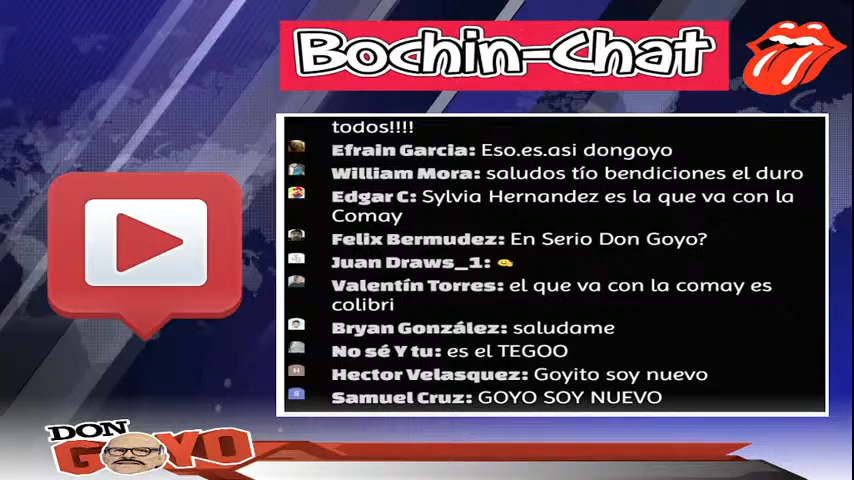 Bochin-Chat
todos!!!!
Efrain Garcia: Eso.es.asi dongoyo
William Mora: saludos tío bendiciones el duro
Edgar C: Sylvia Hernandez es la que va con la
Comay
Felix Bermudez: En Serio Don Goyo?
Juan Draws_1:
Valentín Torres: el que va con la comay es
colibri
Bryan González: saludame
No sé Y tu: es el TEGOO
H
Hector Velasquez: Goyito soy nuevo
S
Samuel Cruz: GOYO SOY NUEVO
DON
GOYO